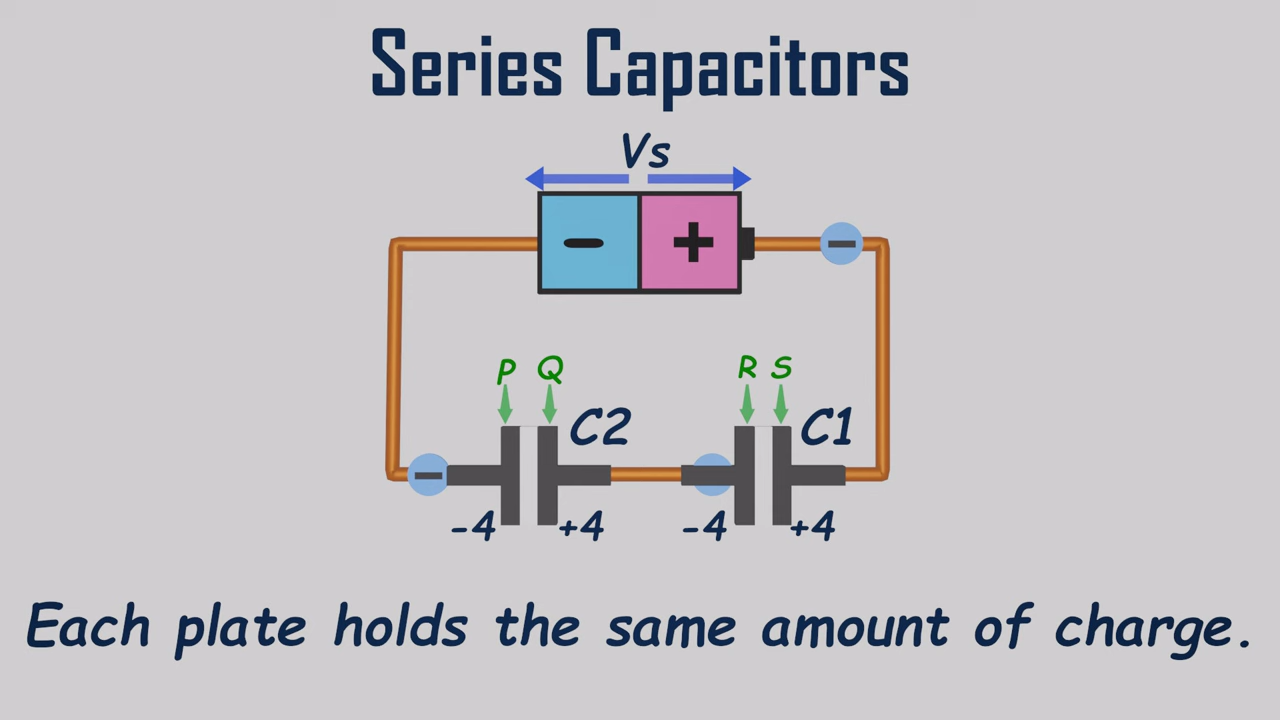 Series Capacitors
Vs
- +
-
P Q R S
C2 C1
-
-4 +4 -4 +4
Each plate holds the same amount of charge.